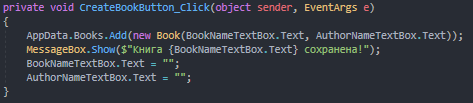 private void CreateBookButton_Click(object sender, EventArgs e)
{
    AppData.Books.Add(new Book(BookNameTextBox.Text, AuthorNameTextBox.Text));
    MessageBox.Show($"Книга {BookNameTextBox.Text} сохранена!");
    BookNameTextBox.Text = "";
    AuthorNameTextBox.Text = "";
}